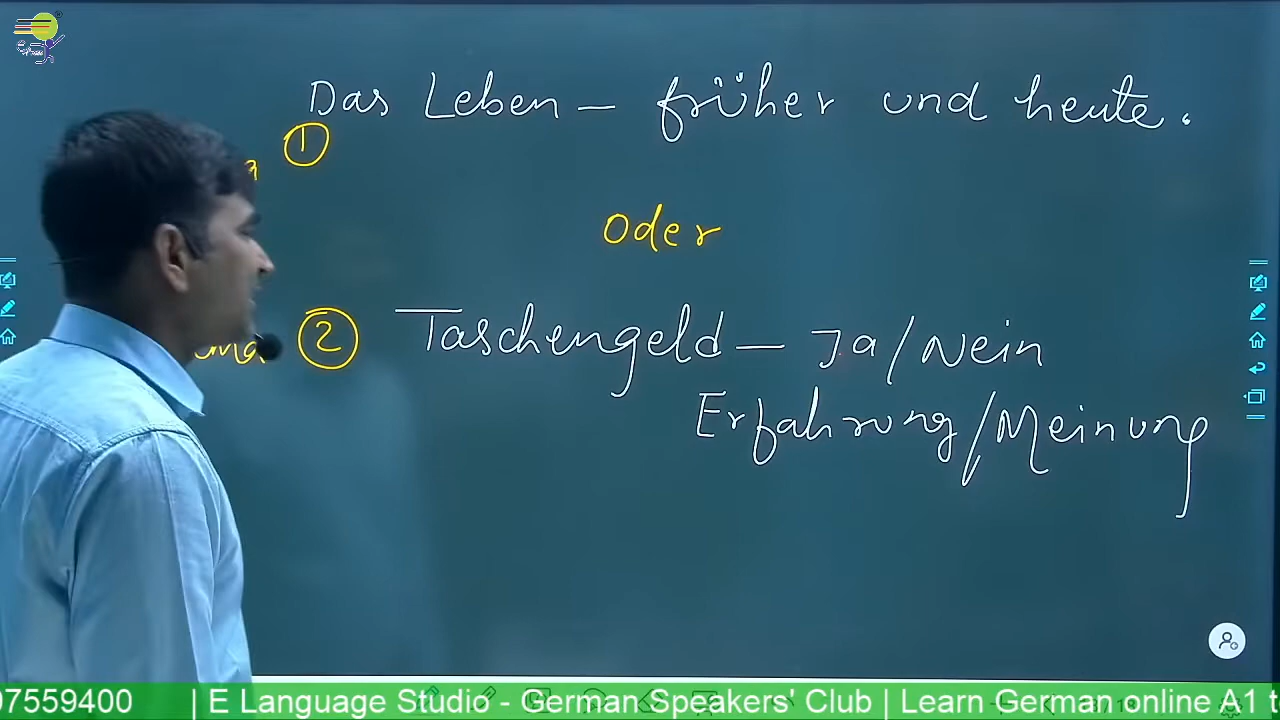 Das Leben – früher und heute.
①
Oder
② Taschengeld – Ja/Nein
Erfahrung/Meinung
07559400 | E Language Studio - German Speakers' Club | Learn German online A1 t